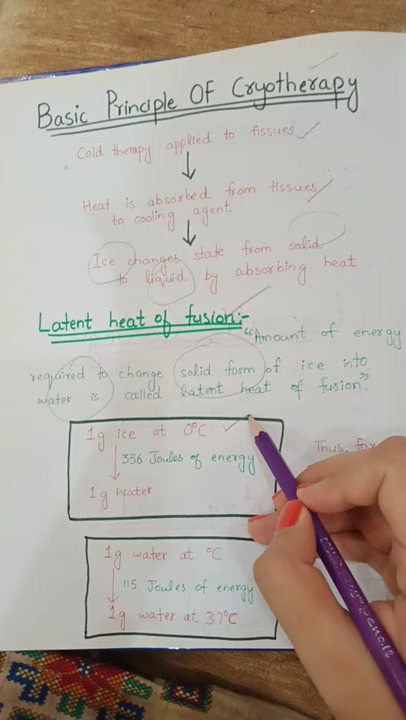 Basic Principle Of Cryotherapy
Cold therapy applied to tissues
Heat is absorbed from tissues
to cooling agent
Ice changes state from solid
to liquid by absorbing heat
Latent heat of fusion:-
"Amount of energy
required to change solid form of ice into
water is called latent heat of fusion."
1g ice at 0°C
336 Joules of energy
1g water
Thus, for
1g water at °C
115 Joules of energy
1g water at 37°C